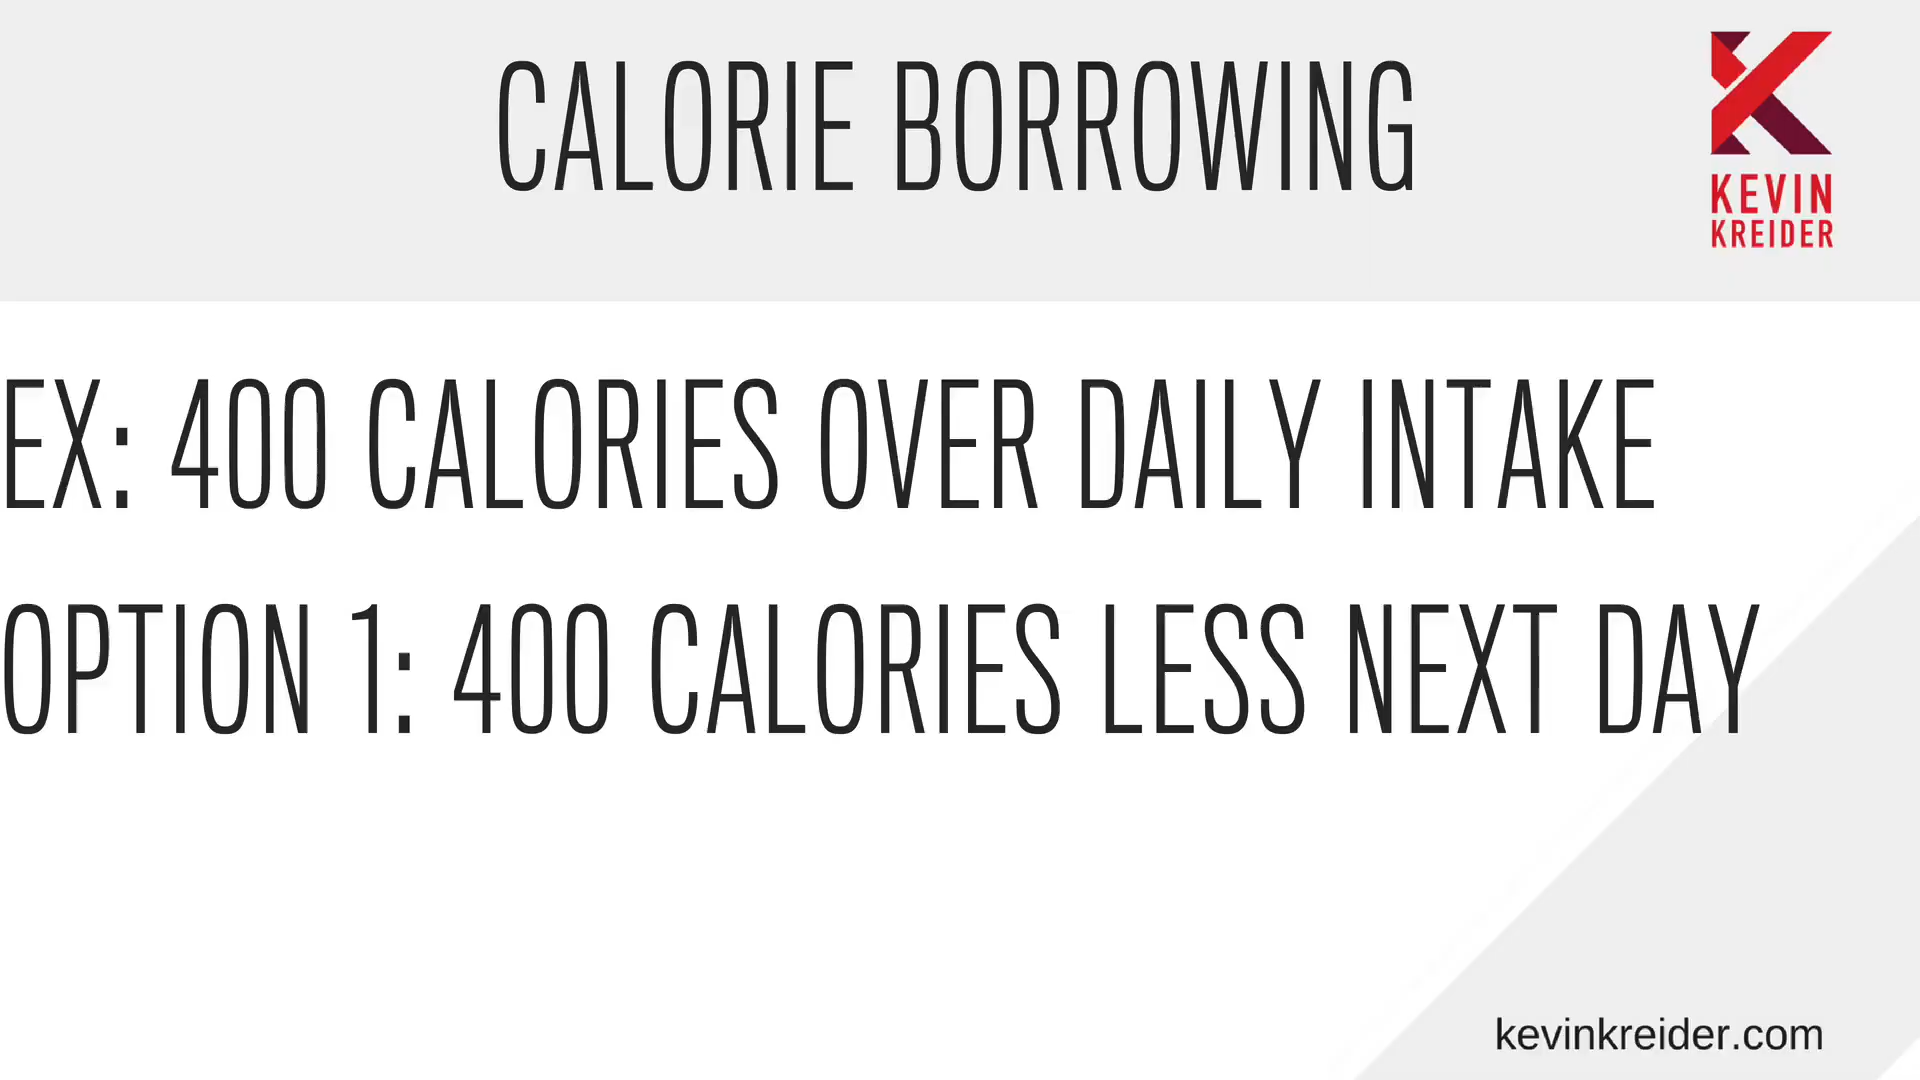 CALORIE BORROWING
KEVIN
KREIDER
EX: 400 CALORIES OVER DAILY INTAKE
OPTION 1: 400 CALORIES LESS NEXT DAY
kevinkreider.com